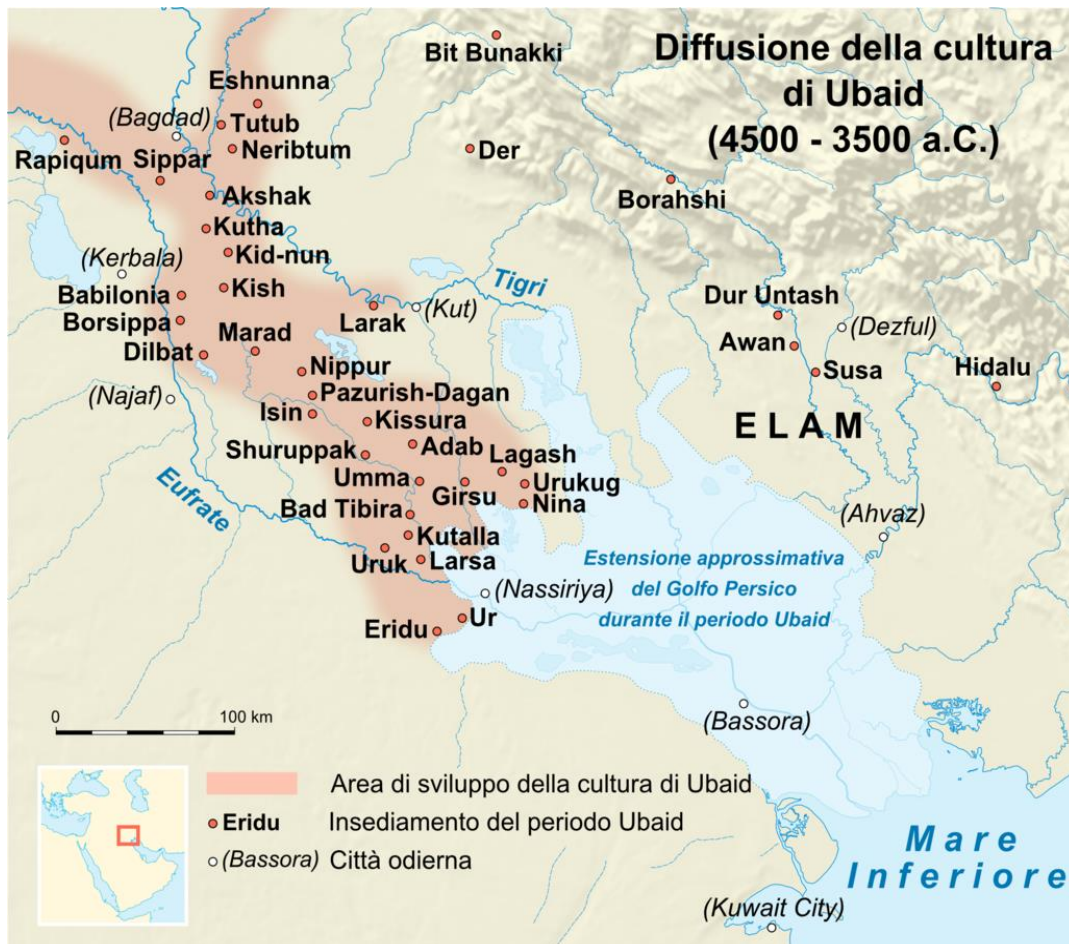 Diffusione della cultura
di Ubaid
(4500 - 3500 a.C.)
Bit Bunakki
Eshnunna
(Bagdad)
Tutub
Neribtum
Der
Rapiqum
Sippar
Borahshi
Akshak
Kutha
Kid-nun
(Kerbala)
Tigri
Babilonia
Kish
Dur Untash
Borsippa
Larak
(Kut)
(Dezful)
Marad
Awan
Dilbat
Nippur
Susa
Hidalu
(Najaf)
Pazurish-Dagan
Isin
Kissura
ELAM
Shuruppak
Adab
Lagash
Umma
Girsu
Urukug
Eufrate
Bad Tibira
Nina
(Ahvaz)
Kutalla
Uruk
Larsa
Estensione approssimativa
del Golfo Persico
durante il periodo Ubaid
(Nassiriya)
Ur
Eridu
0
100 km
(Bassora)
Area di sviluppo della cultura di Ubaid
Eridu
Insediamento del periodo Ubaid
(Bassora)
Città odierna
Mare
Inferiore
(Kuwait City)